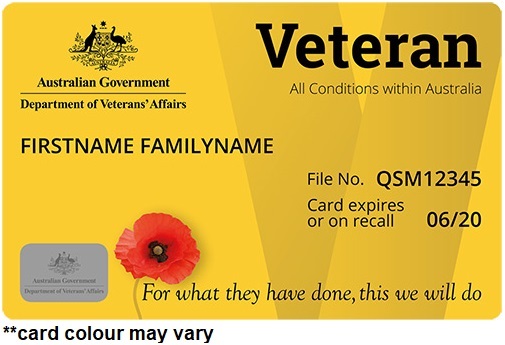 Veteran
All Conditions within Australia
Australian Government
Department of Veterans' Affairs
FIRSTNAME FAMILYNAME
File No. QSM12345
Card expires
or on recall 06/20
Australian Government
Department of Veterans' Affairs
For what they have done, this we will do
**card colour may vary